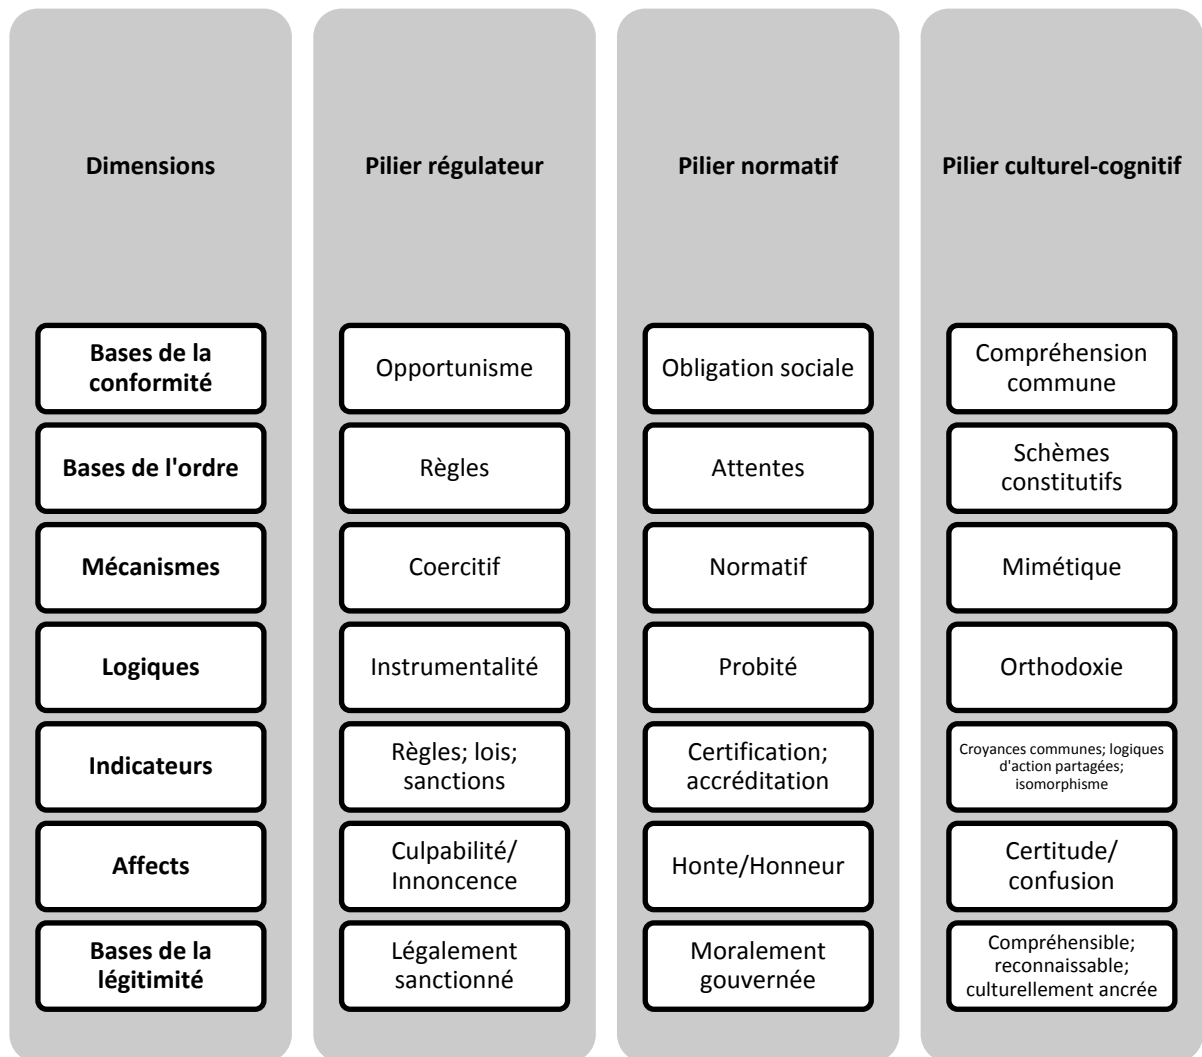 Dimensions
Pilier régulateur
Pilier normatif
Pilier culturel-cognitif
Bases de la
conformité
Opportunisme
Obligation sociale
Compréhension
commune
Bases de l'ordre
Règles
Attentes
Schèmes
constitutifs
Mécanismes
Coercitif
Normatif
Mimétique
Logiques
Instrumentalité
Probité
Orthodoxie
Indicateurs
Règles; lois;
sanctions
Certification;
accréditation
Croyances communes; logiques
d'action partagées;
isomorphisme
Affects
Culpabilité/
Innoncence
Honte/Honneur
Certitude/
confusion
Bases de la
légitimité
Légalement
sanctionné
Moralement
gouvernée
Compréhensible;
reconnaissable;
culturellement ancrée